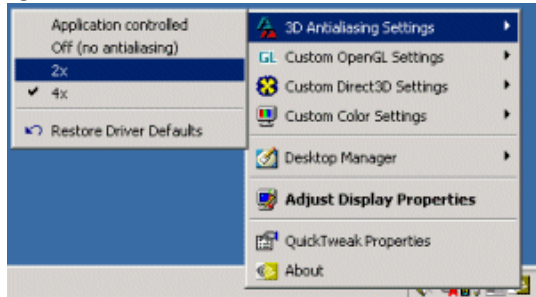 Application controlled
Off (no antialiasing)
2x
4x
Restore Driver Defaults
3D Antialiasing Settings
GL Custom OpenGL Settings
Custom Direct3D Settings
Custom Color Settings
Desktop Manager
Adjust Display Properties
QuickTweak Properties
About